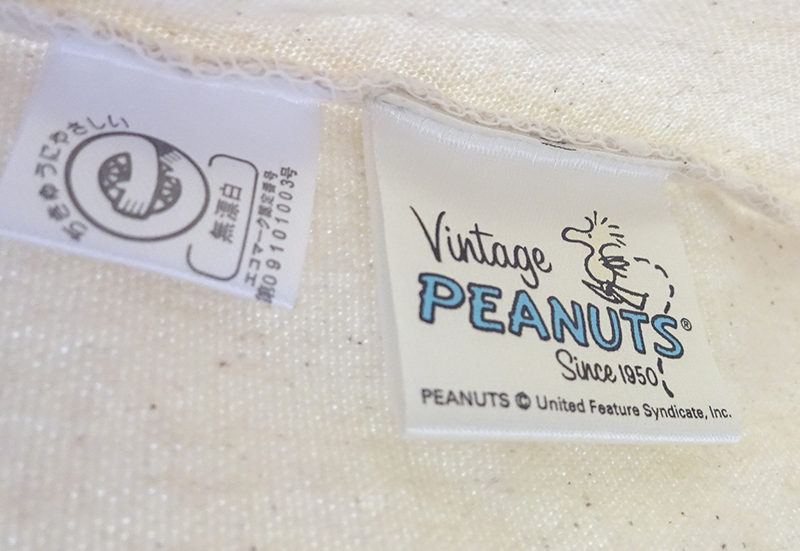 ちきゅうにやさしい
無漂白
エコマーク認定番号
第09101003号
Vintage
PEANUTS®
Since 1950
PEANUTS © United Feature Syndicate, Inc.